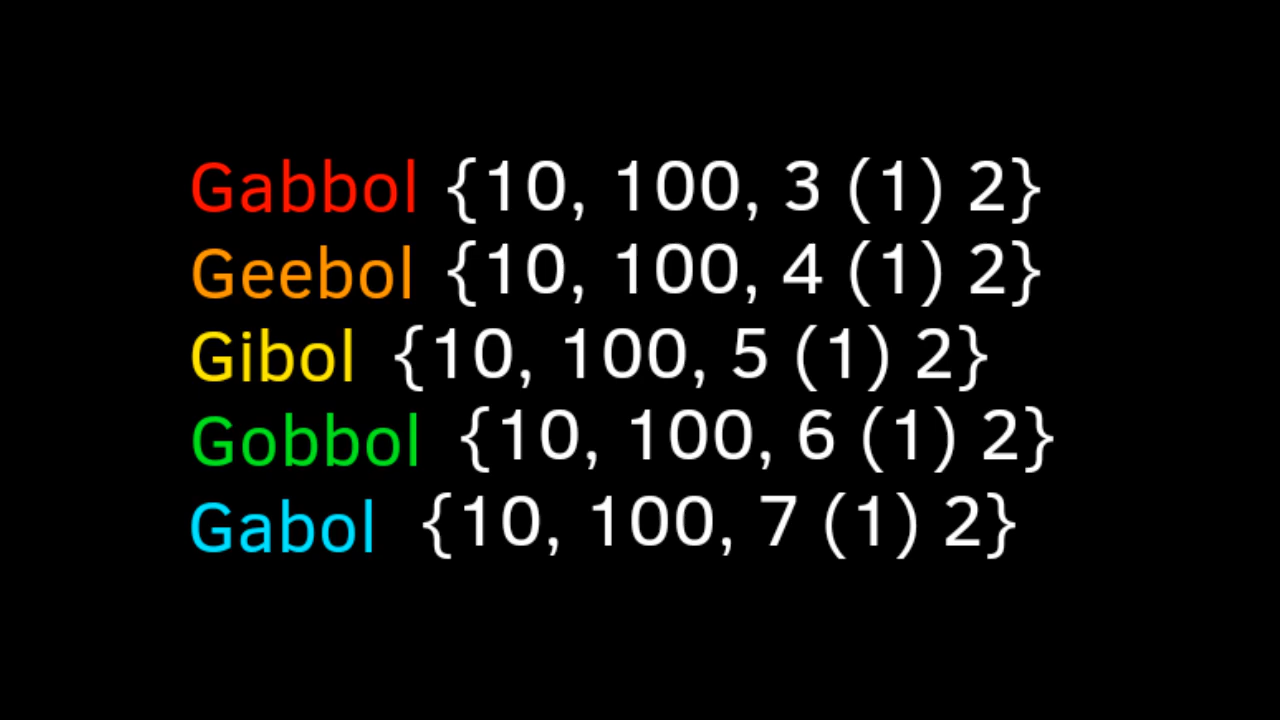 Gabbol {10, 100, 3 (1) 2}
Geebol {10, 100, 4 (1) 2}
Gibol {10, 100, 5 (1) 2}
Gobbol {10, 100, 6 (1) 2}
Gabol {10, 100, 7 (1) 2}